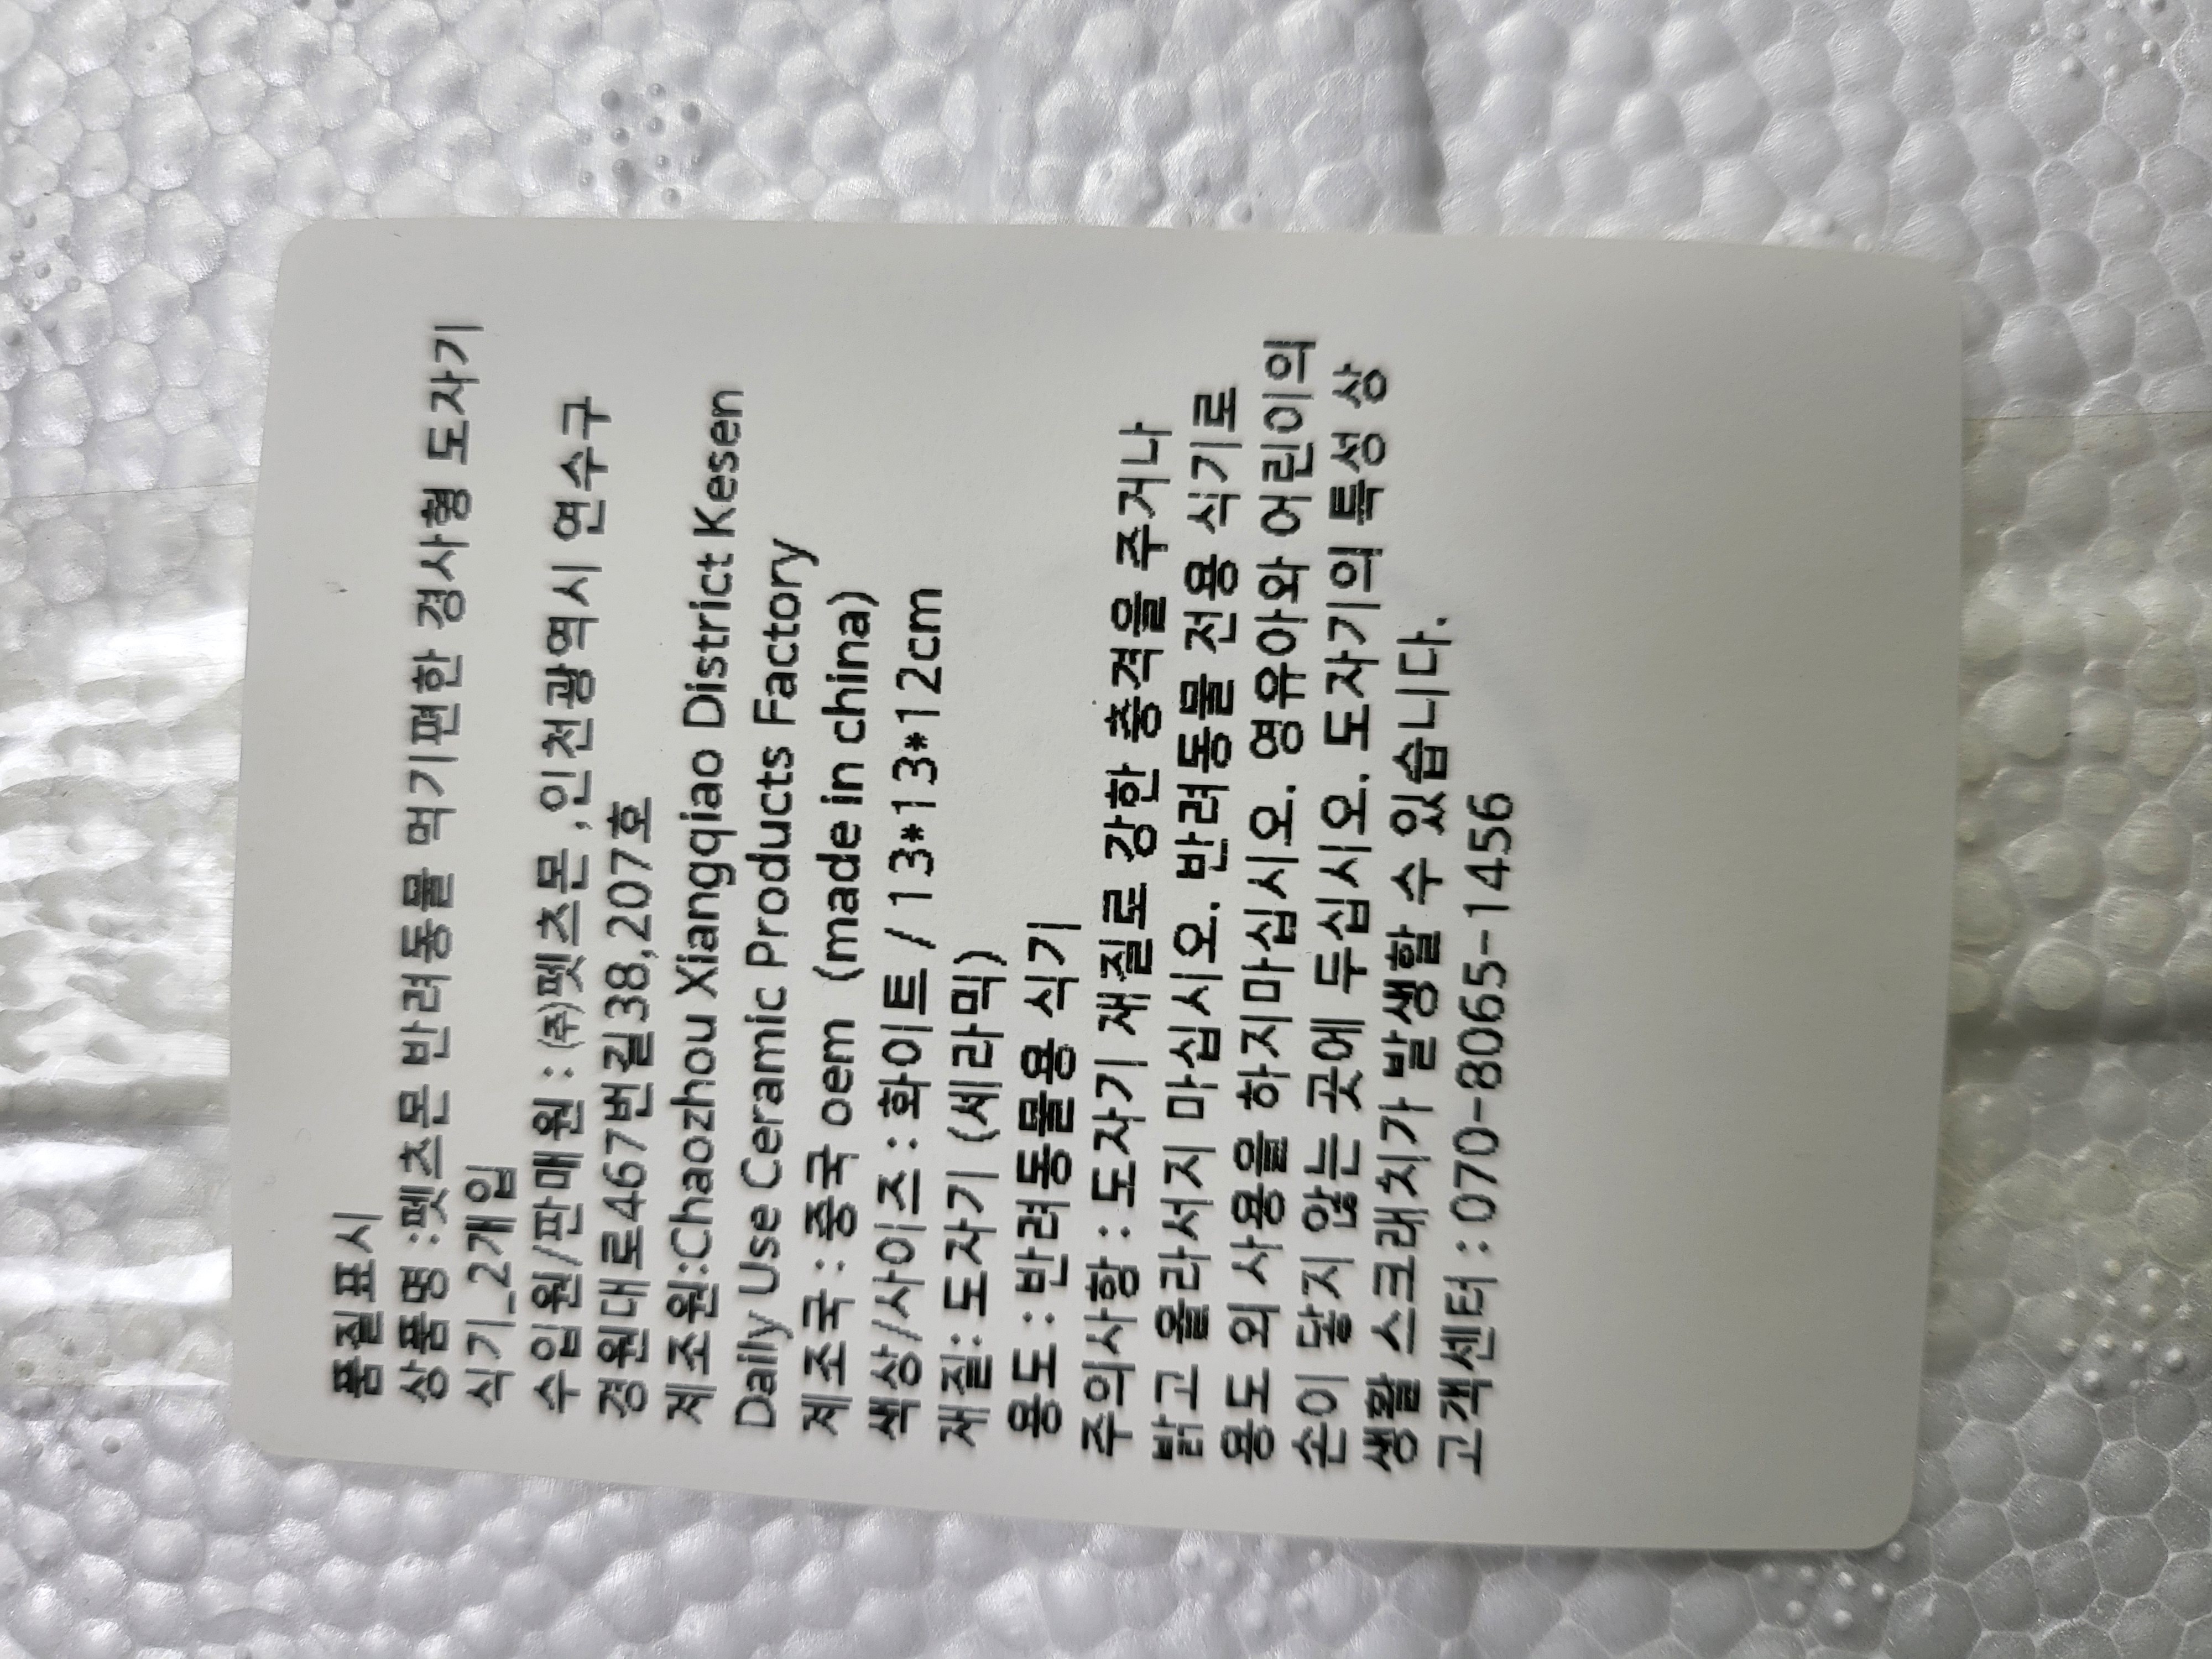 품질표시
상품명 :펫츠몬 반려동물 먹기편한 경사형 도자기
식기_2개입
수입원/판매원 : (주)펫츠몬 ,인천광역시 연수구
경원대로467번길38,207호
제조원:Chaozhou Xiangqiao District Kesen
Daily Use Ceramic Products Factory
제조국 : 중국 oem (made in china)
색상/사이즈 : 화이트 / 13*13*12cm
재질: 도자기 (세라믹)
용도 : 반려동물용 식기
주의사항 : 도자기 재질로 강한 충격을 주거나
밝고 올라서지 마십시오. 반려동물 전용 식기로
용도 외 사용을 하지마십시오. 영유아와 어린이의
손이 닿지 않는 곳에 두십시오. 도자기의 특성 상
생활 스크래치가 발생할 수 있습니다.
고객센터 : 070-8065-1456